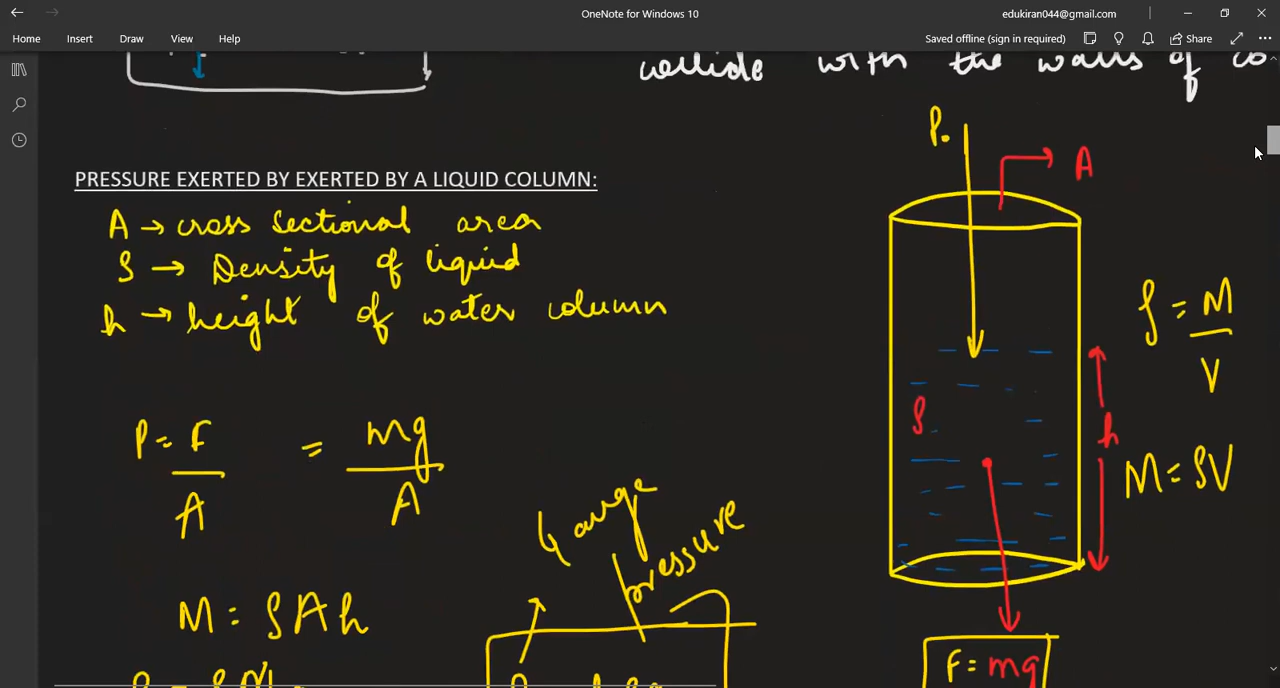 OneNote for Windows 10
edukiran044@gmail.com
Home Insert Draw View Help
Saved offline (sign in required)
Share
collide with the walls of co
PRESSURE EXERTED BY EXERTED BY A LIQUID COLUMN:
A → cross sectional area
ρ → Density of liquid
h → height of water column
P = F/A = mg/A
M = ρAh
Gauge
pressure
P₀
A
ρ
h
ρ = M/V
M = ρV
F = mg